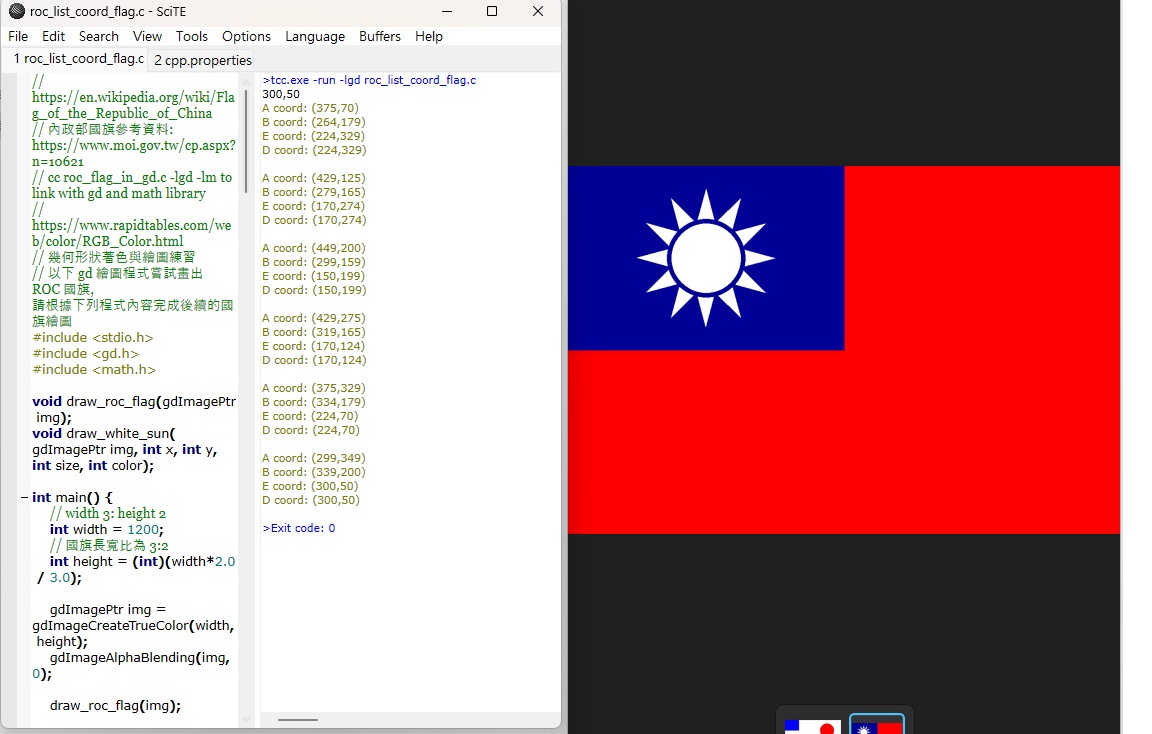 roc_list_coord_flag.c - SciTE
File Edit Search View Tools Options Language Buffers Help
1 roc_list_coord_flag.c 2 cpp.properties
//
https://en.wikipedia.org/wiki/Fla
g_of_the_Republic_of_China
// 內政部國旗參考資料:
https://www.moi.gov.tw/cp.aspx?
n=10621
// cc roc_flag_in_gd.c -lgd -lm to
link with gd and math library
//
https://www.rapidtables.com/we
b/color/RGB_Color.html
// 幾何形狀著色與繪圖練習
// 以下 gd 繪圖程式嘗試畫出
ROC 國旗,
請根據下列程式內容完成後續的國
旗繪圖
#include <stdio.h>
#include <gd.h>
#include <math.h>
void draw_roc_flag(gdImagePtr
img);
void draw_white_sun(
gdImagePtr img, int x, int y,
int size, int color);
int main() {
// width 3: height 2
int width = 1200;
// 國旗長寬比為 3:2
int height = (int)(width*2.0
/ 3.0);
gdImagePtr img =
gdImageCreateTrueColor(width,
height);
gdImageAlphaBlending(img,
0);
draw_roc_flag(img);
>tcc.exe -run -lgd roc_list_coord_flag.c
300,50
A coord: (375,70)
B coord: (264,179)
E coord: (224,329)
D coord: (224,329)
A coord: (429,125)
B coord: (279,165)
E coord: (170,274)
D coord: (170,274)
A coord: (449,200)
B coord: (299,159)
E coord: (150,199)
D coord: (150,199)
A coord: (429,275)
B coord: (319,165)
E coord: (170,124)
D coord: (170,124)
A coord: (375,329)
B coord: (334,179)
E coord: (224,70)
D coord: (224,70)
A coord: (299,349)
B coord: (339,200)
E coord: (300,50)
D coord: (300,50)
>Exit code: 0